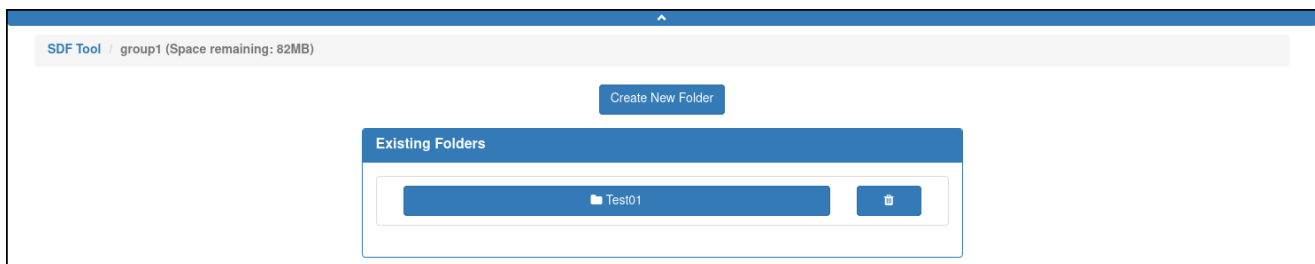 SDF Tool / group1 (Space remaining: 82MB)
Create New Folder
Existing Folders
Test01